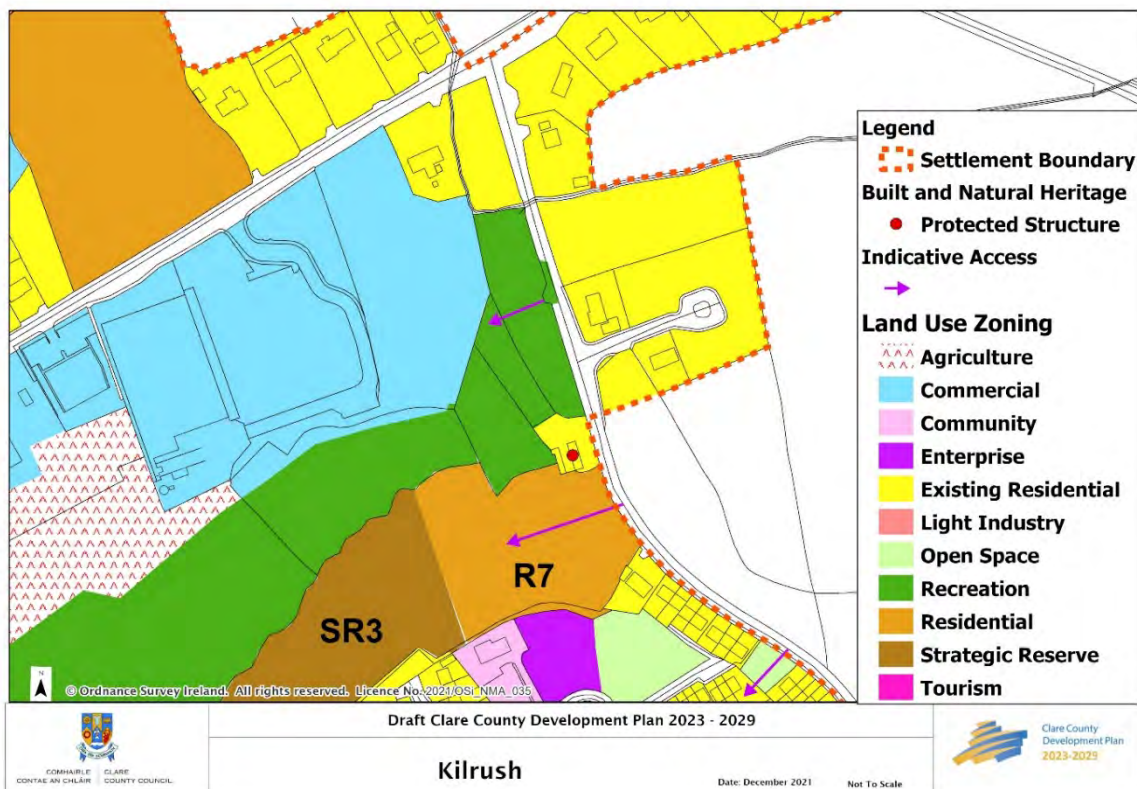 Legend
Settlement Boundary
Built and Natural Heritage
Protected Structure
Indicative Access
Land Use Zoning
Agriculture
Commercial
Community
Enterprise
Existing Residential
Light Industry
Open Space
Recreation
Residential
Strategic Reserve
Tourism
R7
SR3
N
© Ordnance Survey Ireland. All rights reserved. Licence No. 2021/OSi_NMA_035
COMHAIRLE CONTAE AN CHLÁIR
CLARE COUNTY COUNCIL
Draft Clare County Development Plan 2023 - 2029
Kilrush
Date: December 2021
Not To Scale
Clare County
Development Plan
2023-2029